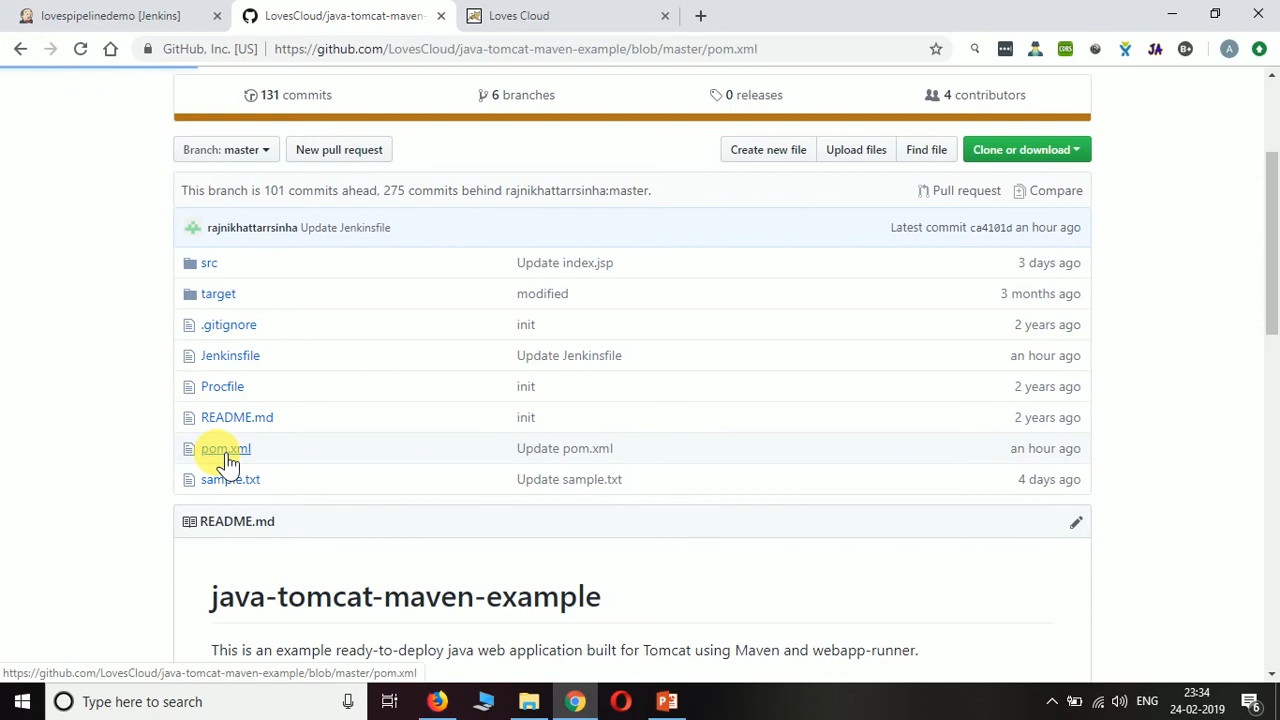 lovespipelinedemo [Jenkins]
LovesCloud/java-tomcat-maven-
Loves Cloud
GitHub, Inc. [US]
https://github.com/LovesCloud/java-tomcat-maven-example/blob/master/pom.xml
CORS
JA
B+
A
131 commits
6 branches
0 releases
4 contributors
Branch: master
New pull request
Create new file
Upload files
Find file
Clone or download
This branch is 101 commits ahead, 275 commits behind rajnikhattarrsinha:master.
Pull request
Compare
rajnikhattarrsinha Update Jenkinsfile
Latest commit ca4101d an hour ago
src Update index.jsp 3 days ago
target modified 3 months ago
.gitignore init 2 years ago
Jenkinsfile Update Jenkinsfile an hour ago
Procfile init 2 years ago
README.md init 2 years ago
pom.xml Update pom.xml an hour ago
sample.txt Update sample.txt 4 days ago
README.md
java-tomcat-maven-example
This is an example ready-to-deploy java web application built for Tomcat using Maven and webapp-runner.
https://github.com/LovesCloud/java-tomcat-maven-example/blob/master/pom.xml
Type here to search
ENG
23:34
24-02-2019
6